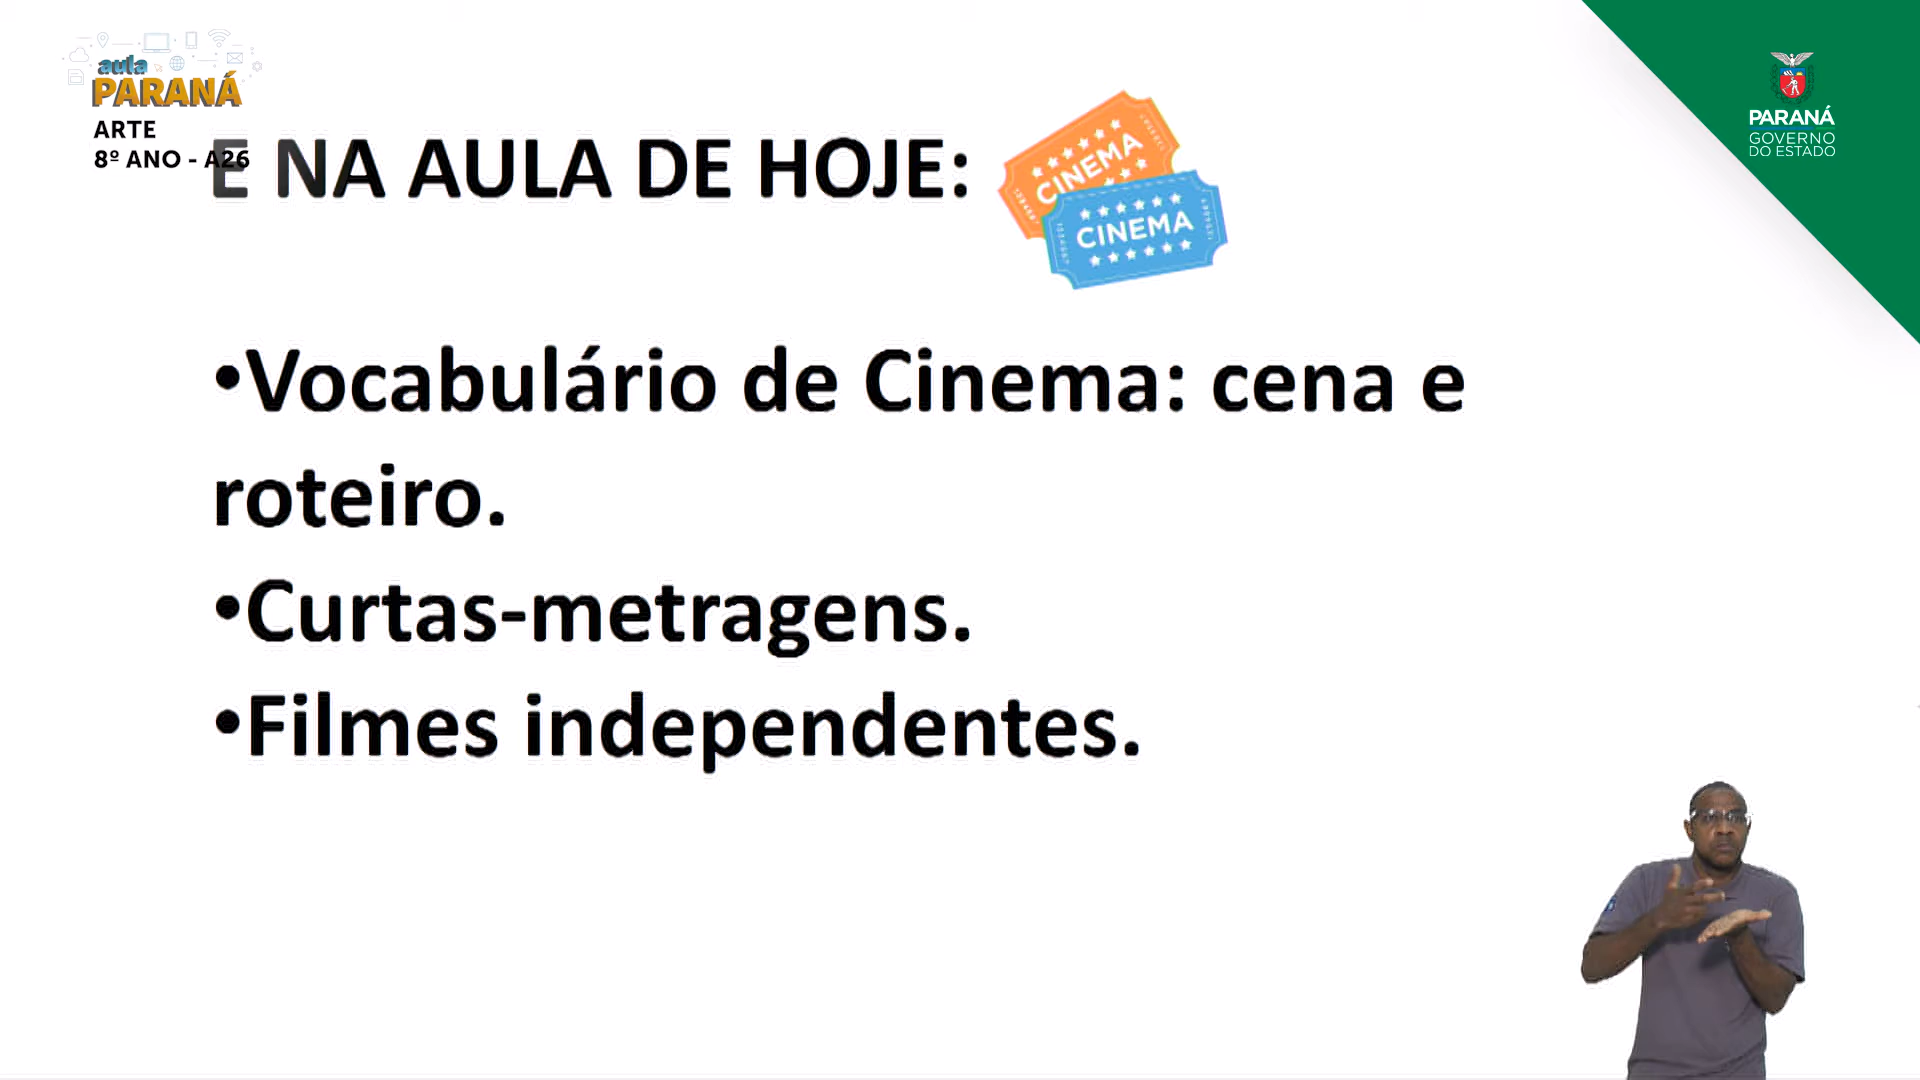 aula
PARANÁ
ARTE
8º ANO - A26
E NA AULA DE HOJE:
CINEMA
CINEMA
PARANÁ
GOVERNO
DO ESTADO
•Vocabulário de Cinema: cena e
roteiro.
•Curtas-metragens.
•Filmes independentes.